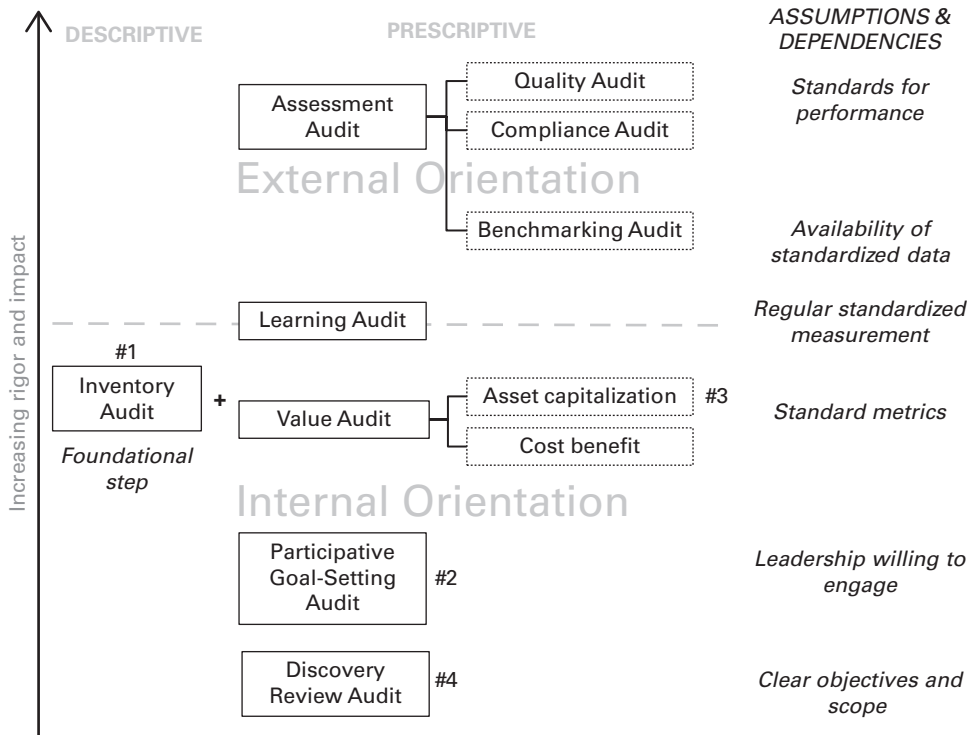 DESCRIPTIVE
PRESCRIPTIVE
ASSUMPTIONS &
DEPENDENCIES
Increasing rigor and impact
Assessment
Audit
Quality Audit
Compliance Audit
Standards for
performance
External Orientation
Benchmarking Audit
Availability of
standardized data
Learning Audit
Regular standardized
measurement
#1
Inventory
Audit
Foundational
step
+
Value Audit
Asset capitalization
#3
Cost benefit
Standard metrics
Internal Orientation
Participative
Goal-Setting
Audit
#2
Leadership willing to
engage
Discovery
Review Audit
#4
Clear objectives and
scope